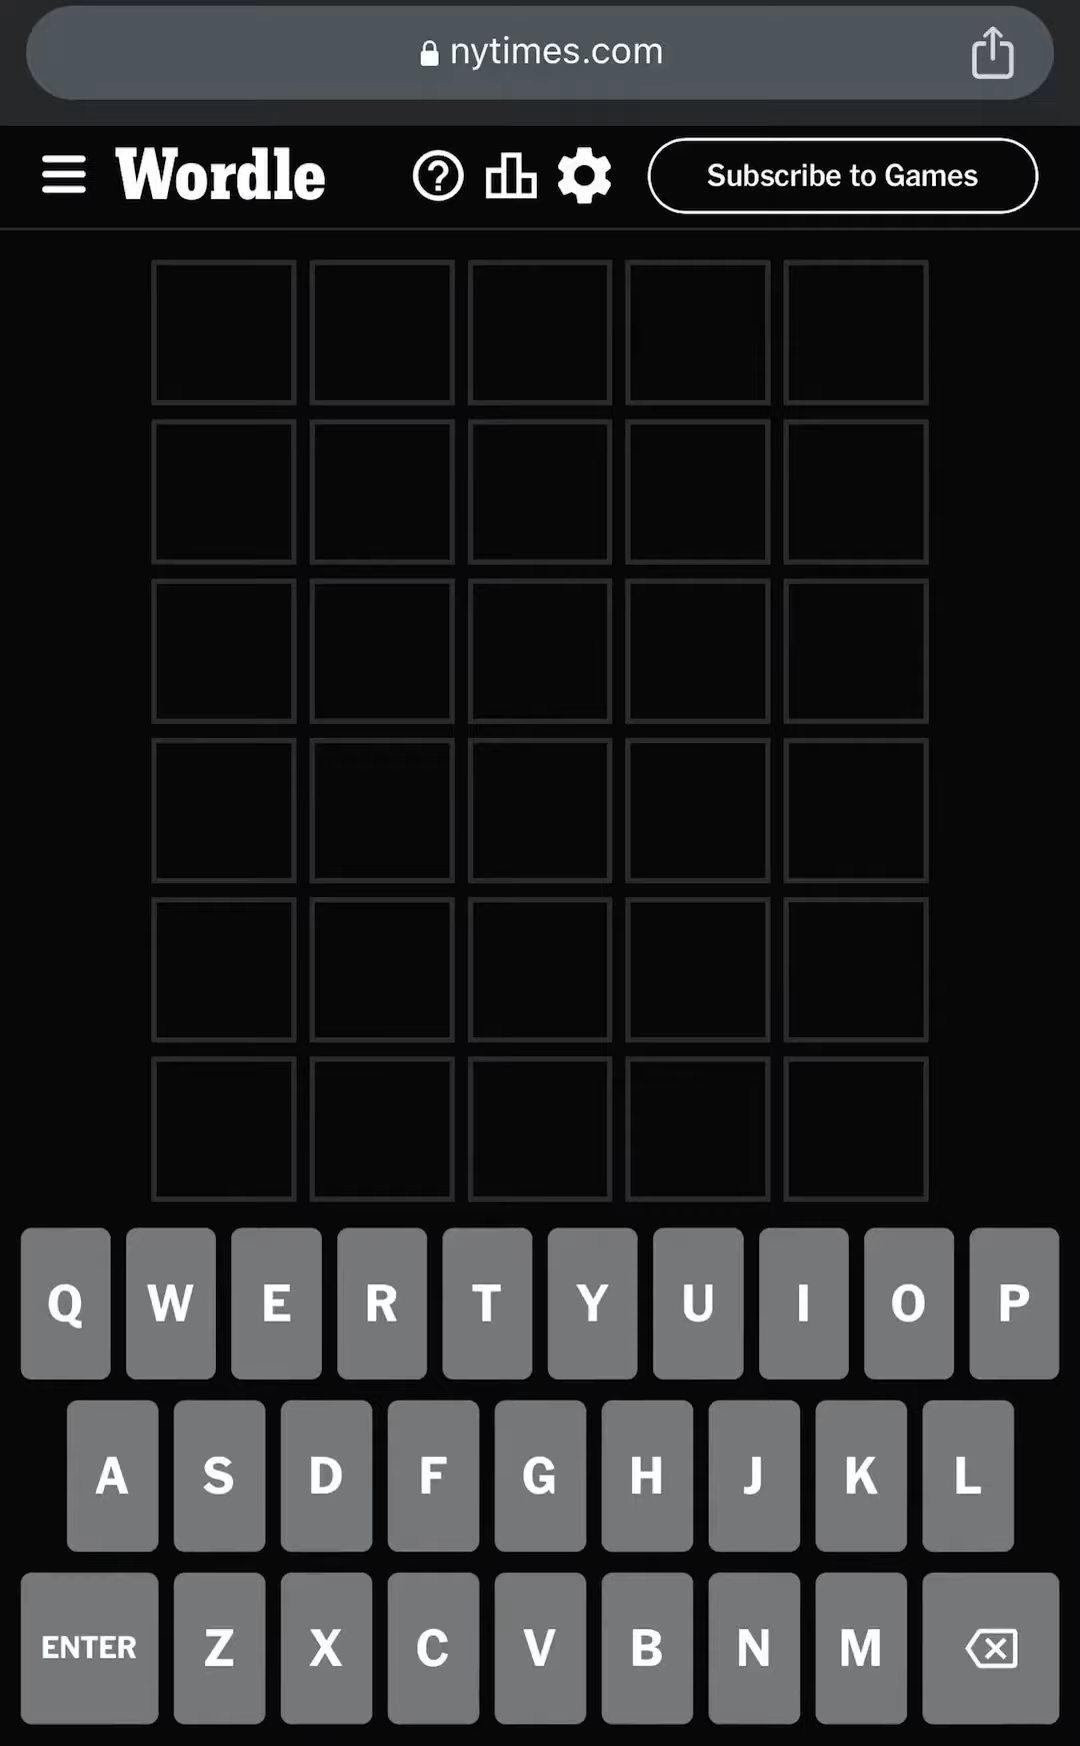 nytimes.com
Wordle
Subscribe to Games
Q W E R T Y U I O P
A S D F G H J K L
ENTER Z X C V B N M